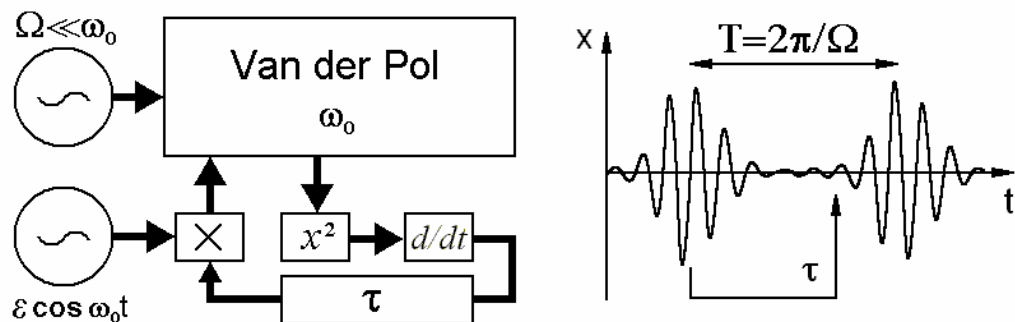 Ω≪ω₀
Van der Pol
ω₀
x²
d/dt
×
τ
ε cos ω₀t
x
T=2π/Ω
t
τ